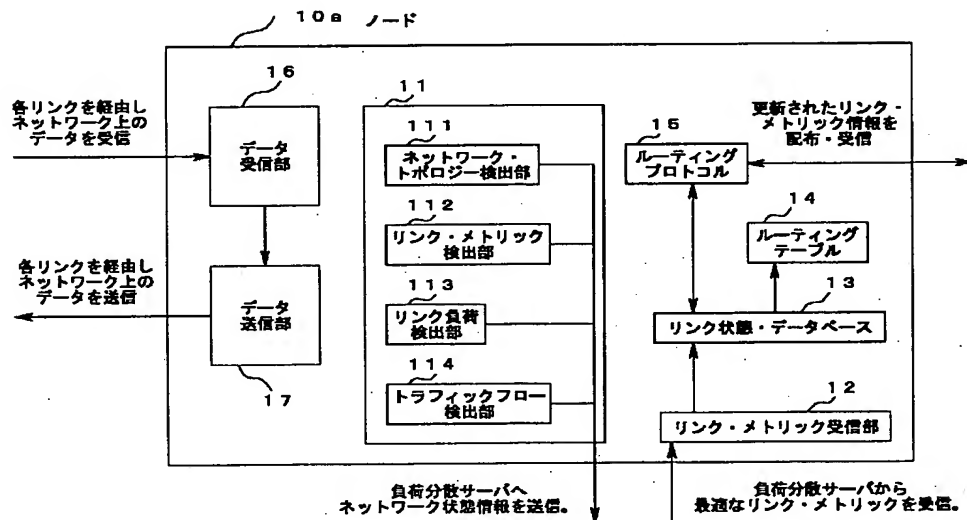 10a ノード
各リンクを経由し
ネットワーク上の
データを受信
16
データ
受信部
各リンクを経由し
ネットワーク上の
データを送信
データ
送信部
17
11
111
ネットワーク・
トポロジー検出部
112
リンク・メトリック
検出部
113
リンク負荷
検出部
114
トラフィックフロー
検出部
15
ルーティング
プロトコル
更新されたリンク・
メトリック情報を
配布・受信
14
ルーティング
テーブル
13
リンク状態・データベース
12
リンク・メトリック受信部
負荷分散サーバへ
ネットワーク状態情報を送信。
負荷分散サーバから
最適なリンク・メトリックを受信。